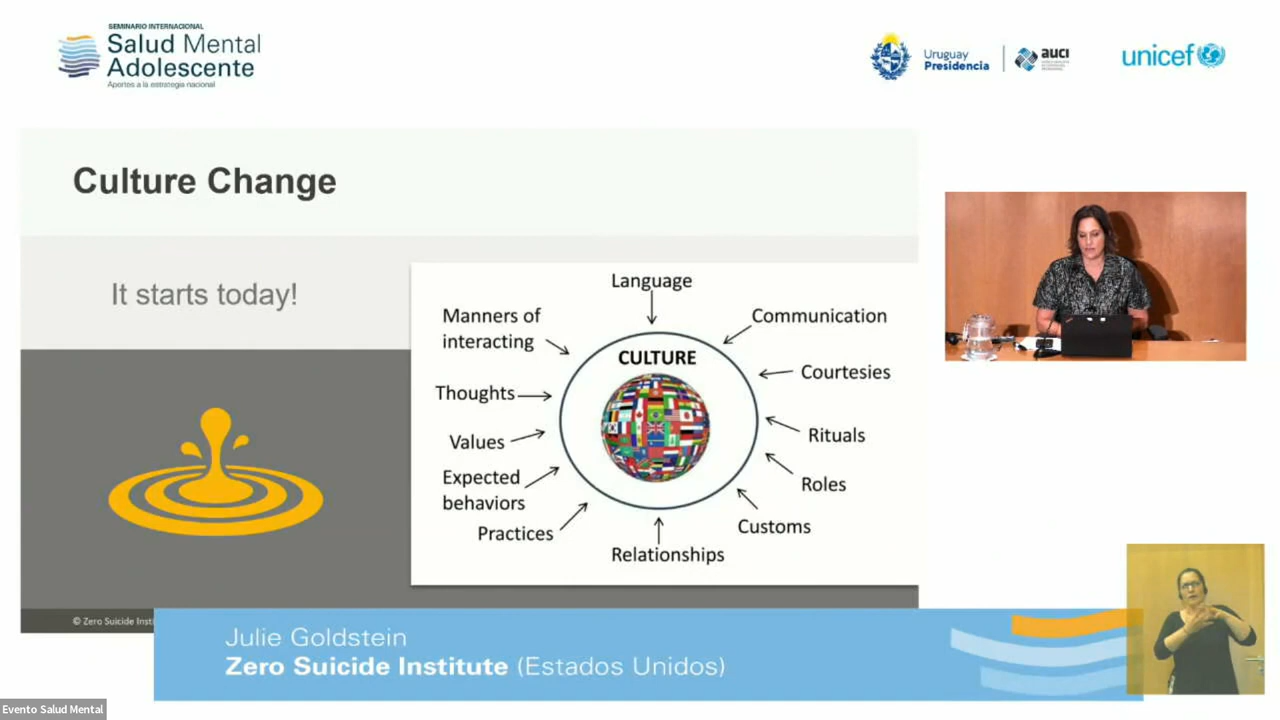 SEMINARIO INTERNACIONAL
Salud Mental
Adolescente
Aportes a la estrategia nacional
Uruguay
Presidencia
AUCI
unicef
Culture Change
It starts today!
Language
Manners of
interacting
Communication
CULTURE
Courtesies
Thoughts
Rituals
Values
Expected
behaviors
Roles
Practices
Customs
Relationships
© Zero Suicide Insti
Julie Goldstein
Zero Suicide Institute (Estados Unidos)
Evento Salud Mental